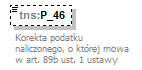 tns:P_46
Korekta podatku
naliczonego, o której mowa
w art. 89b ust. 1 ustawy